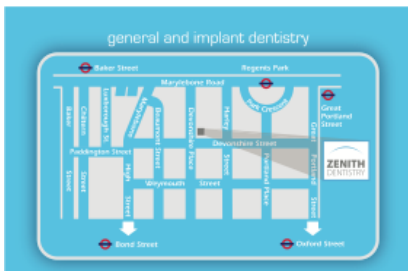 general and implant dentistry
Baker Street
Regents Park
Marylebone Road
Great
Portland
Street
Park Crescent
Baker
Street
Chiltern
Street
Luxborough St
Marylebone
High
Street
Beaumont Street
Devonshire Place
Harley
Street
Devonshire Street
Portland Place
Great
Portland
Street
Paddington Street
Weymouth Street
ZENITH
DENTISTRY
Bond Street
Oxford Street